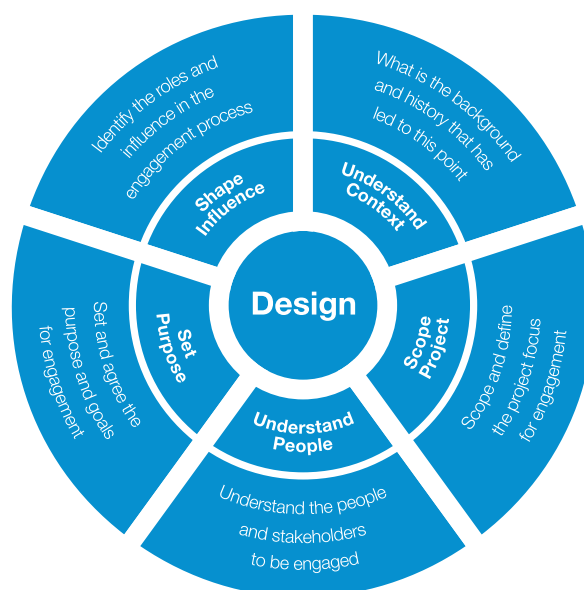 Design
Understand
Context
What is the background
and history that has
led to this point
Scope
Project
Scope and define
the project focus
for engagement
Understand
People
Understand the people
and stakeholders
to be engaged
Set
Purpose
Set and agree the
purpose and goals
for engagement
Shape
Influence
Identify the roles and
influence in the
engagement process